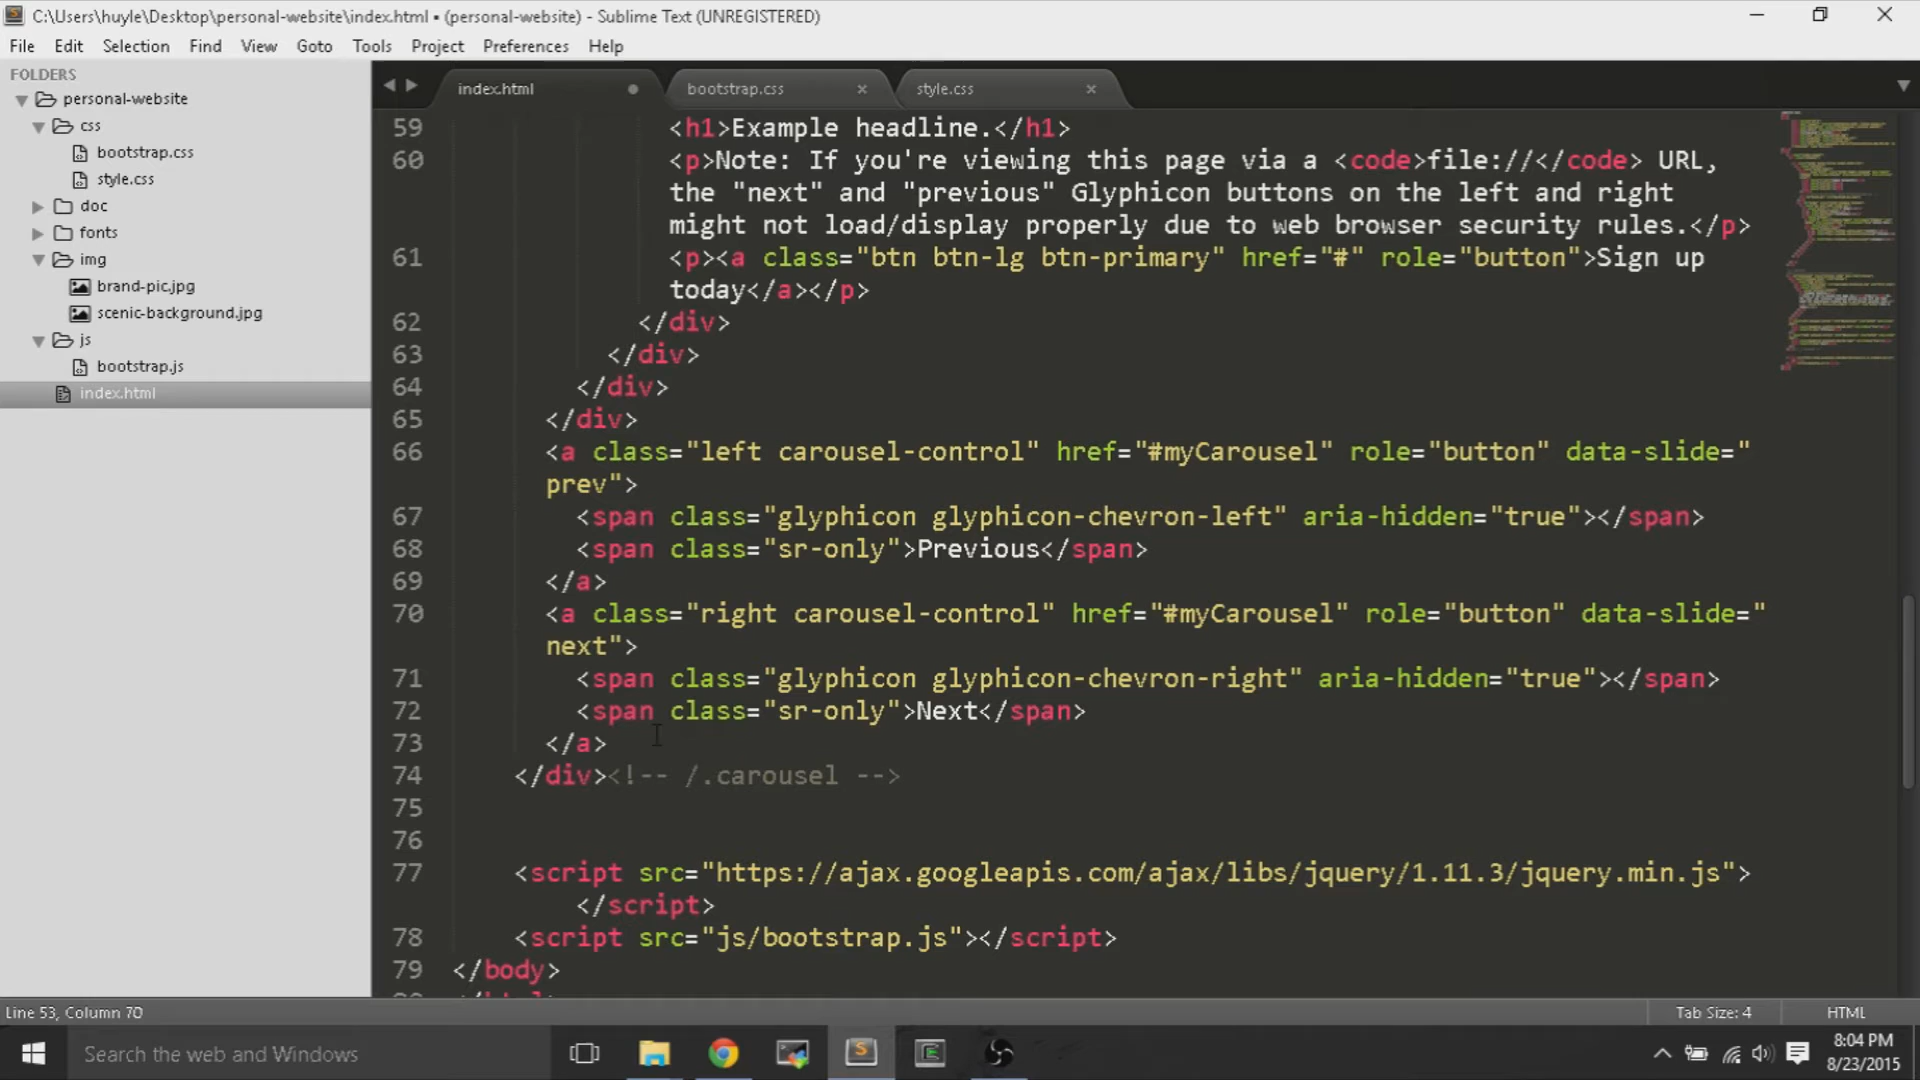 C:\Users\huyle\Desktop\personal-website\index.html • (personal-website) - Sublime Text (UNREGISTERED)
File Edit Selection Find View Goto Tools Project Preferences Help
FOLDERS
personal-website
css
bootstrap.css
style.css
doc
fonts
img
brand-pic.jpg
scenic-background.jpg
js
bootstrap.js
index.html
index.html bootstrap.css style.css
59 <h1>Example headline.</h1>
60 <p>Note: If you're viewing this page via a <code>file://</code> URL,
the "next" and "previous" Glyphicon buttons on the left and right
might not load/display properly due to web browser security rules.</p>
61 <p><a class="btn btn-lg btn-primary" href="#" role="button">Sign up
today</a></p>
62 </div>
63 </div>
64 </div>
65 </div>
66 <a class="left carousel-control" href="#myCarousel" role="button" data-slide="
prev">
67 <span class="glyphicon glyphicon-chevron-left" aria-hidden="true"></span>
68 <span class="sr-only">Previous</span>
69 </a>
70 <a class="right carousel-control" href="#myCarousel" role="button" data-slide="
next">
71 <span class="glyphicon glyphicon-chevron-right" aria-hidden="true"></span>
72 <span class="sr-only">Next</span>
73 </a>
74 </div><!-- /.carousel -->
75
76
77 <script src="https://ajax.googleapis.com/ajax/libs/jquery/1.11.3/jquery.min.js">
</script>
78 <script src="js/bootstrap.js"></script>
79 </body>
Line 53, Column 70
Tab Size: 4
HTML
Search the web and Windows
8:04 PM
8/23/2015